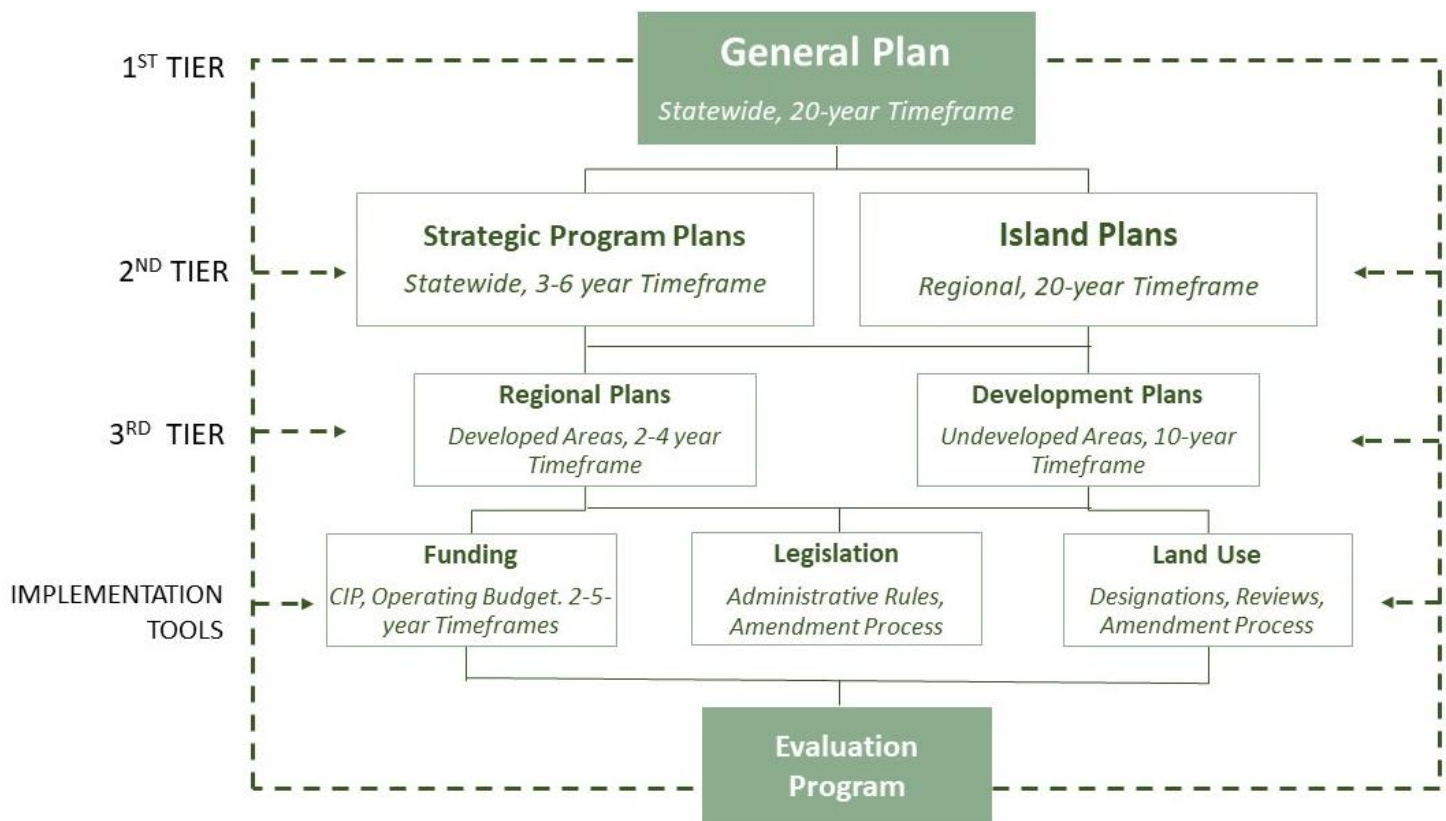 General Plan
1ST TIER
Statewide, 20-year Timeframe
Strategic Program Plans
Island Plans
2ND TIER
Statewide, 3-6 year Timeframe
Regional, 20-year Timeframe
Regional Plans
Development Plans
3RD TIER
Developed Areas, 2-4 year
Timeframe
Undeveloped Areas, 10-year
Timeframe
Funding
Legislation
Land Use
IMPLEMENTATION
TOOLS
CIP, Operating Budget. 2-5-
year Timeframes
Administrative Rules,
Amendment Process
Designations, Reviews,
Amendment Process
Evaluation
Program